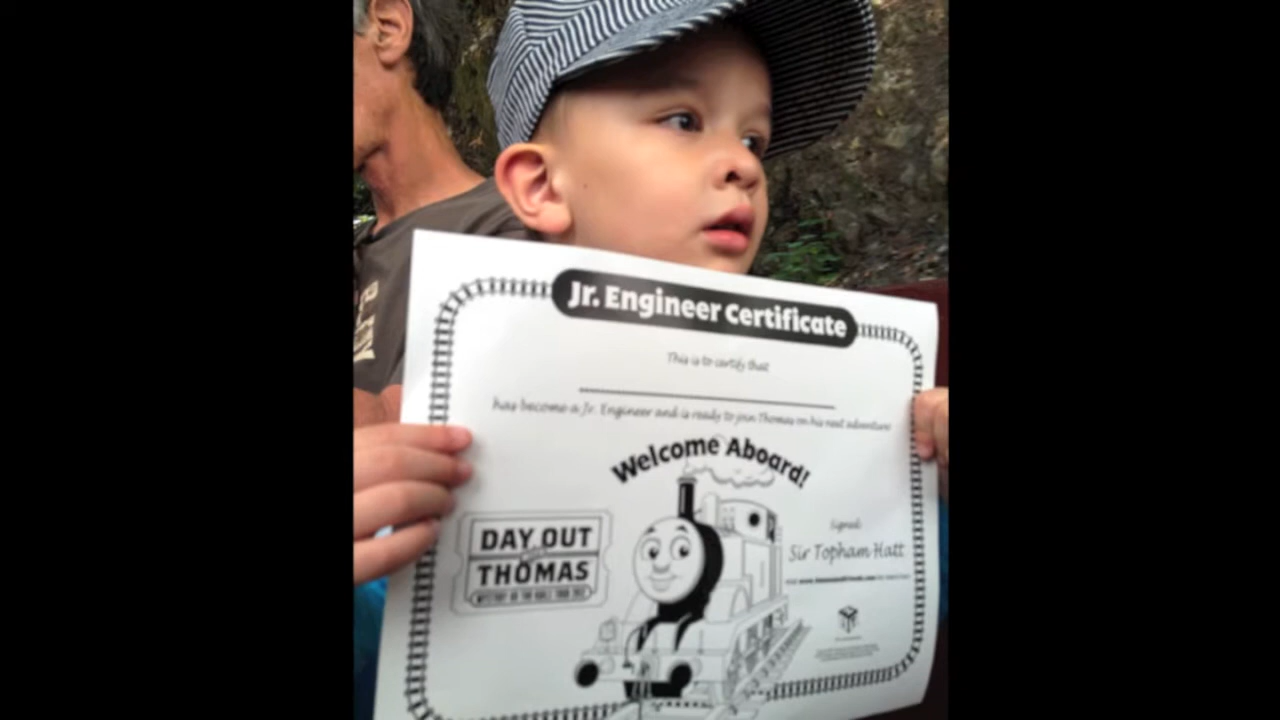 Jr. Engineer Certificate
This is to certify that
has become a Jr. Engineer and is ready to join Thomas on his next adventure
Welcome Aboard!
DAY OUT
THOMAS
Signed:
Sir Topham Hatt